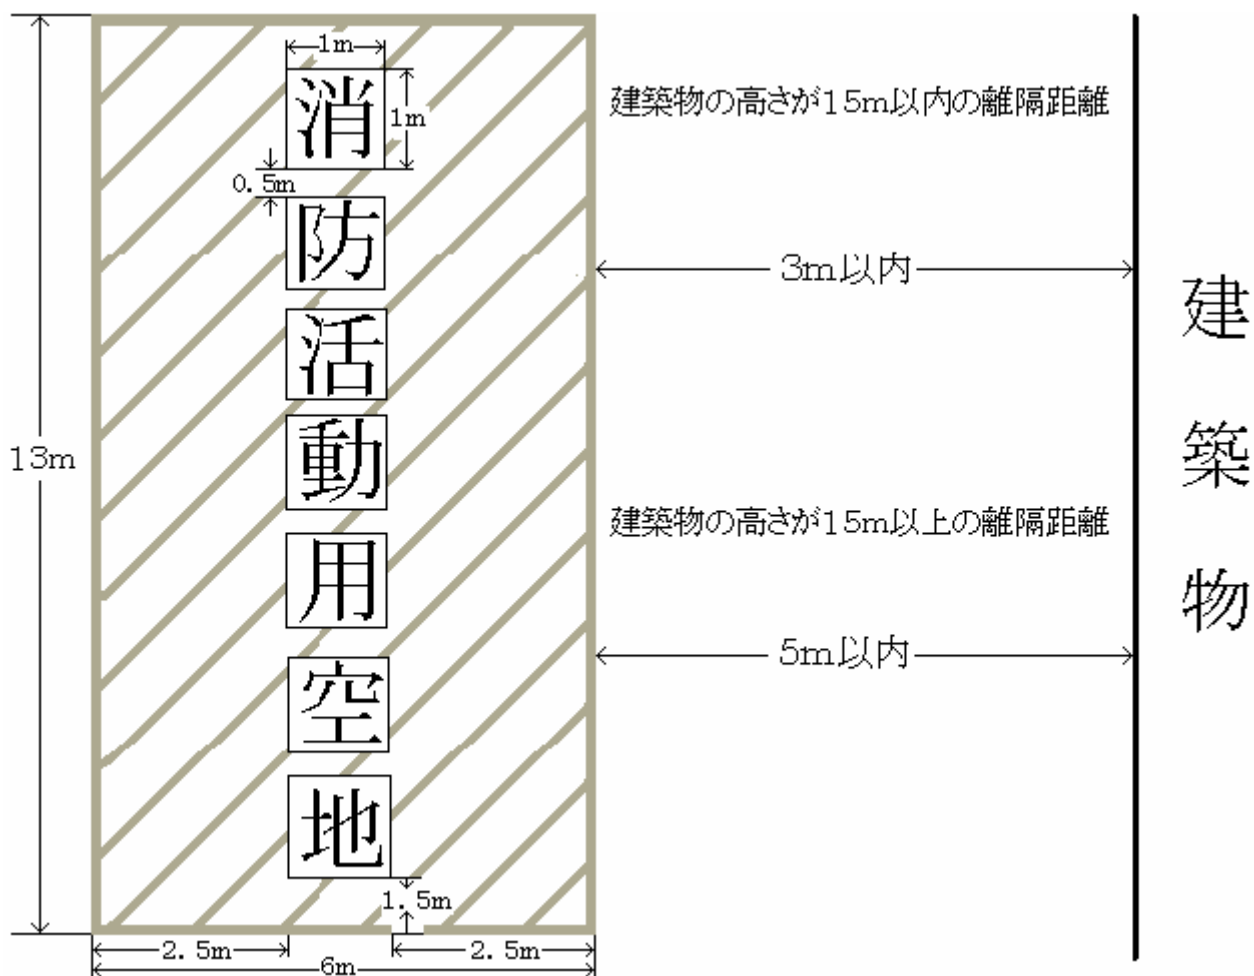 1m
消
1m
0.5m
防
活
動
用
空
地
1.5m
13m
2.5m
2.5m
6m
建築物の高さが15m以内の離隔距離
3m以内
建築物の高さが15m以上の離隔距離
5m以内
建築物